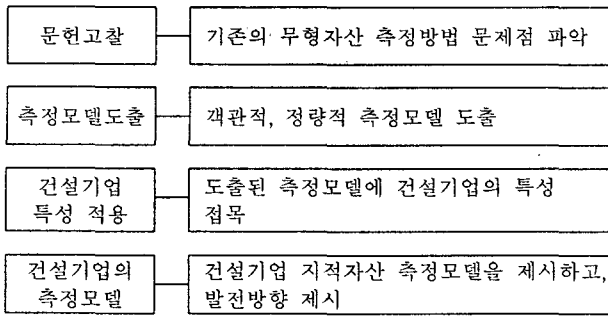 문헌고찰
기존의 무형자산 측정방법 문제점 파악
측정모델도출
객관적, 정량적 측정모델 도출
건설기업
특성 적용
도출된 측정모델에 건설기업의 특성
접목
건설기업의
측정모델
건설기업 지적자산 측정모델을 제시하고,
발전방향 제시